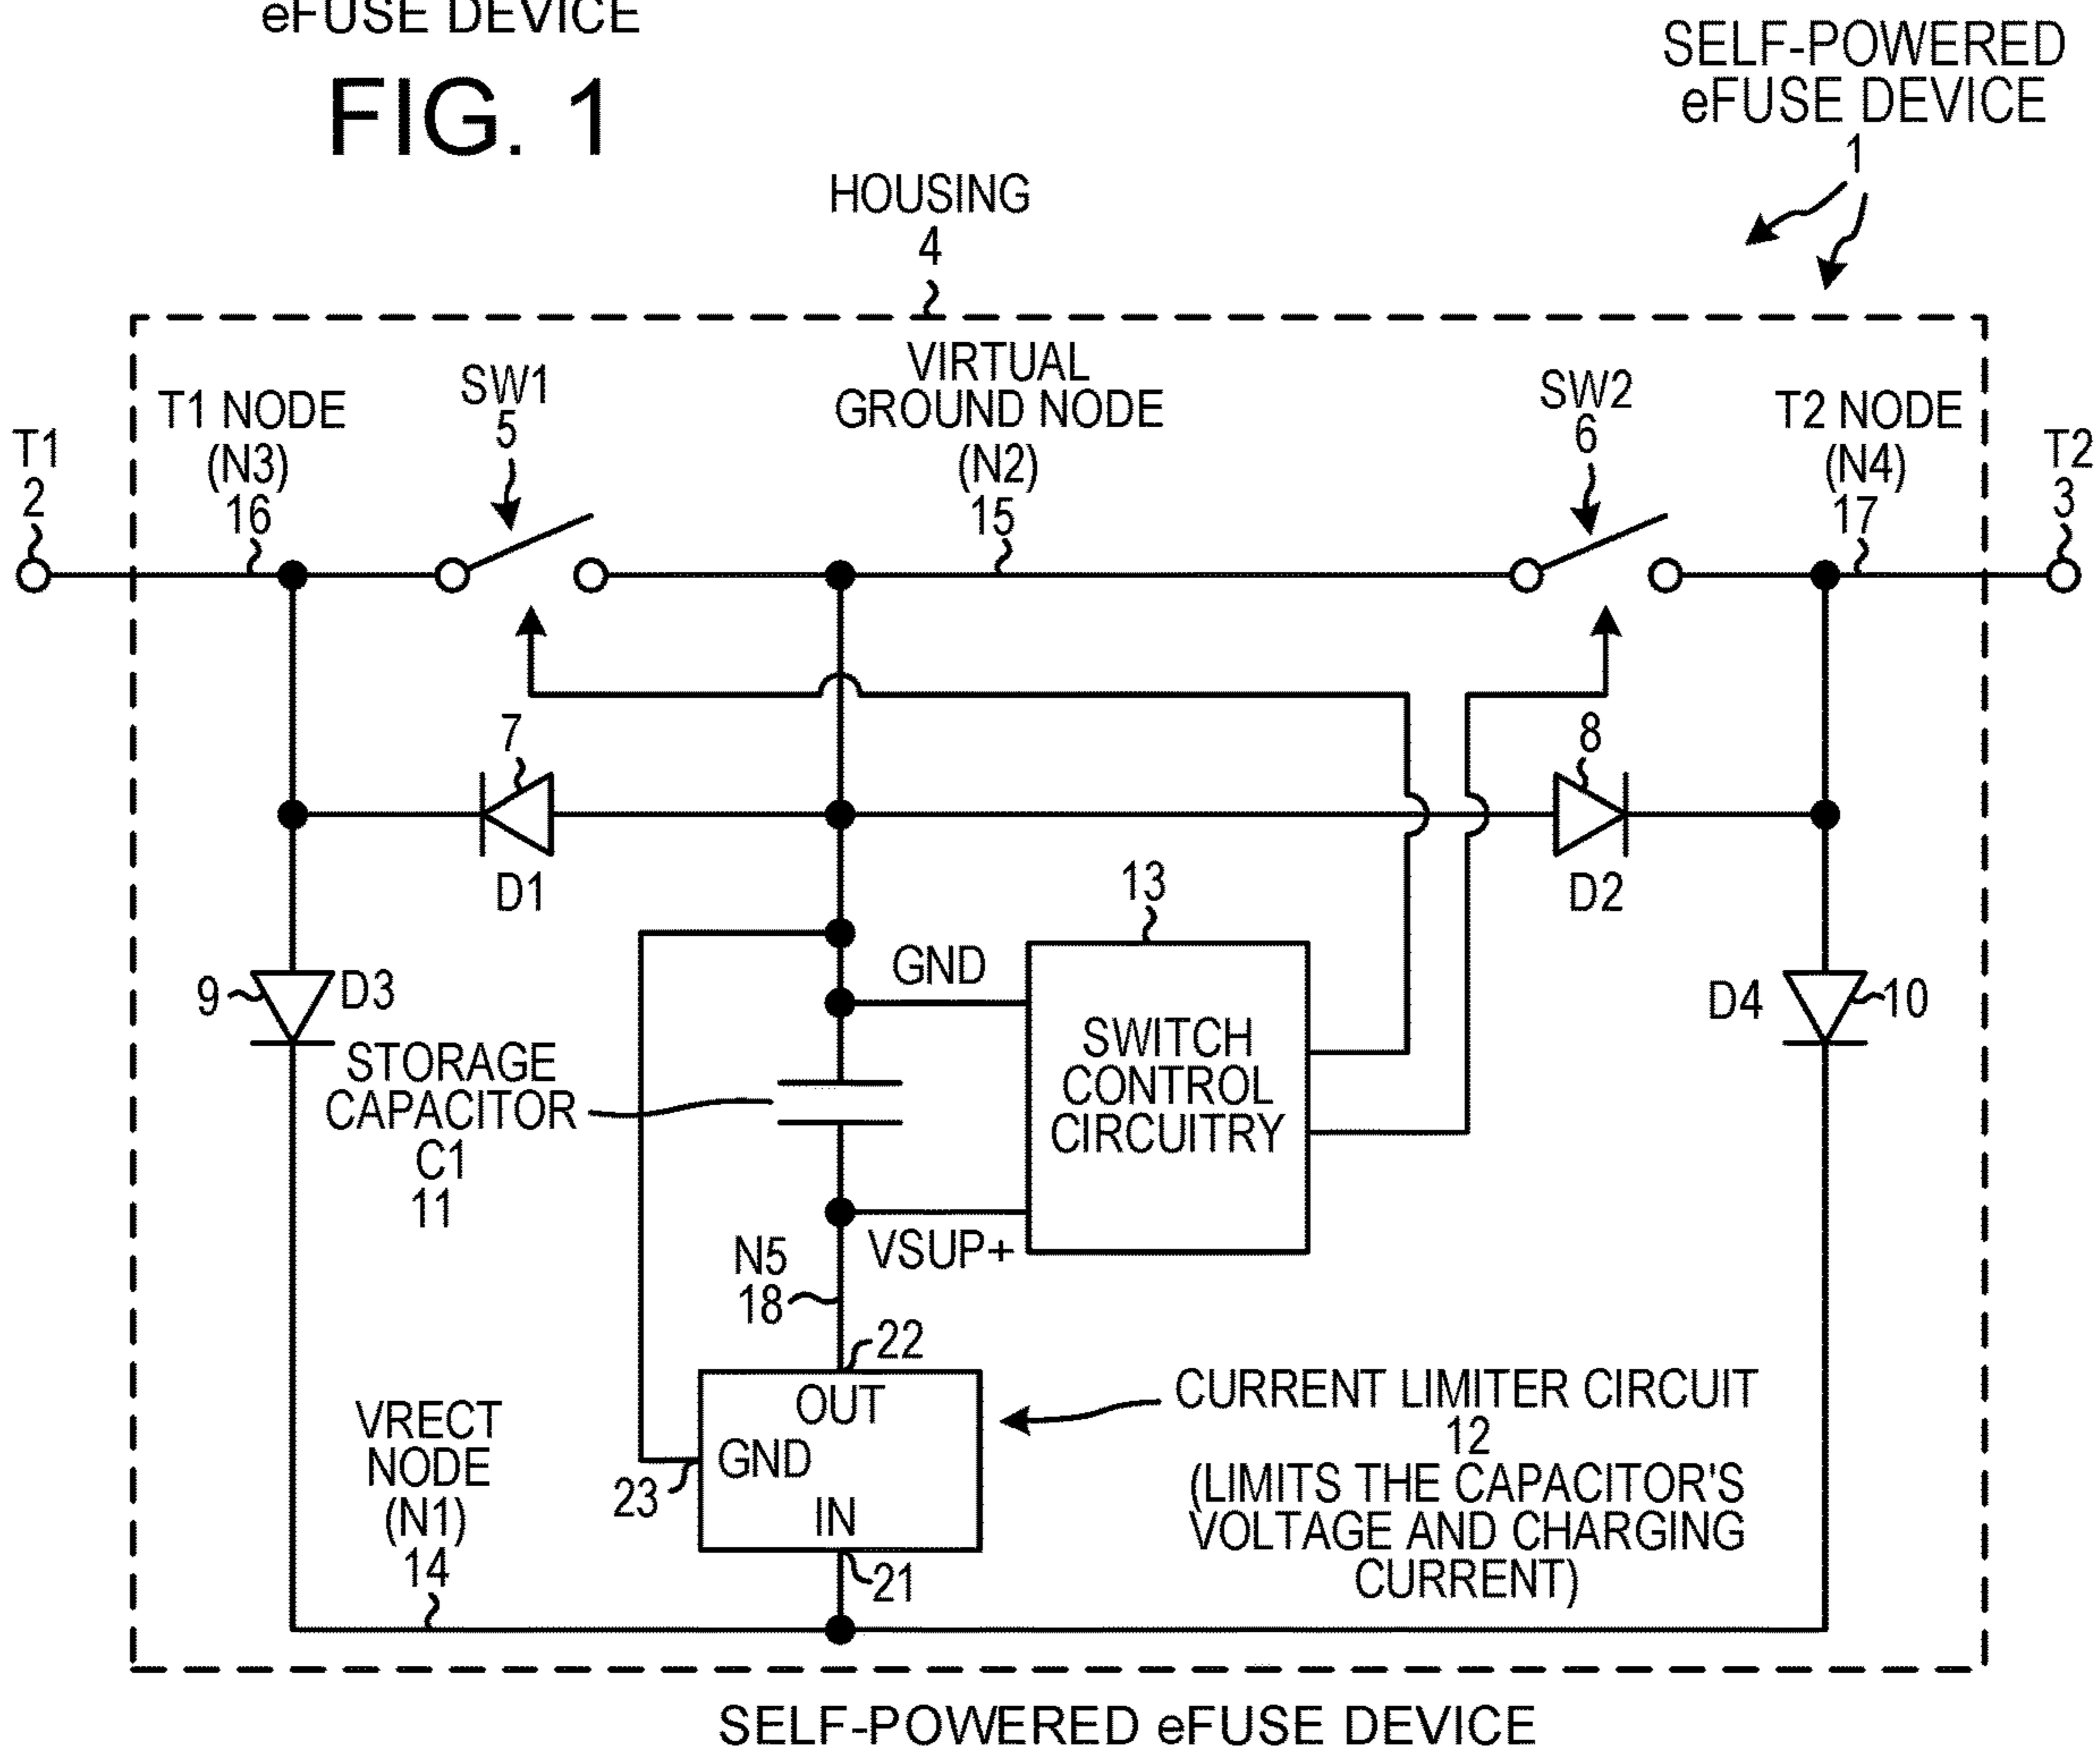 eFUSE DEVICE
FIG. 1
SELF-POWERED
eFUSE DEVICE
1
HOUSING
4
T1
2
T1 NODE
(N3)
16
SW1
5
VIRTUAL
GROUND NODE
(N2)
15
SW2
6
T2 NODE
(N4)
17
T2
3
7
D1
8
D2
13
GND
SWITCH
CONTROL
CIRCUITRY
VSUP+
9
D3
D4
10
STORAGE
CAPACITOR
C1
11
N5
18
22
OUT
GND
IN
23
21
CURRENT LIMITER CIRCUIT
12
(LIMITS THE CAPACITOR'S
VOLTAGE AND CHARGING
CURRENT)
VRECT
NODE
(N1)
14
SELF-POWERED eFUSE DEVICE